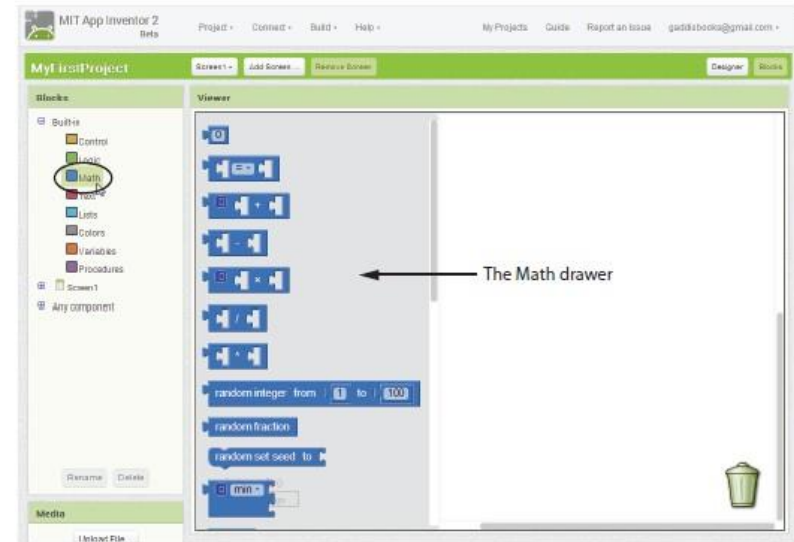 MIT App Inventor 2
Beta
Project Connect Build Help
My Projects Guide Report an Issue gaddisbooks@gmail.com
MyFirstProject
Screen1 Add Screen ... Remove Screen
Designer Blocks
Blocks
Viewer
Built-in
Control
Logic
Math
Text
Lists
Colors
Variables
Procedures
Screen1
Any component
Rename Delete
Media
Upload File
0
=
+
-
×
/
^
random integer from 1 to 100
random fraction
random set seed to
min
The Math drawer